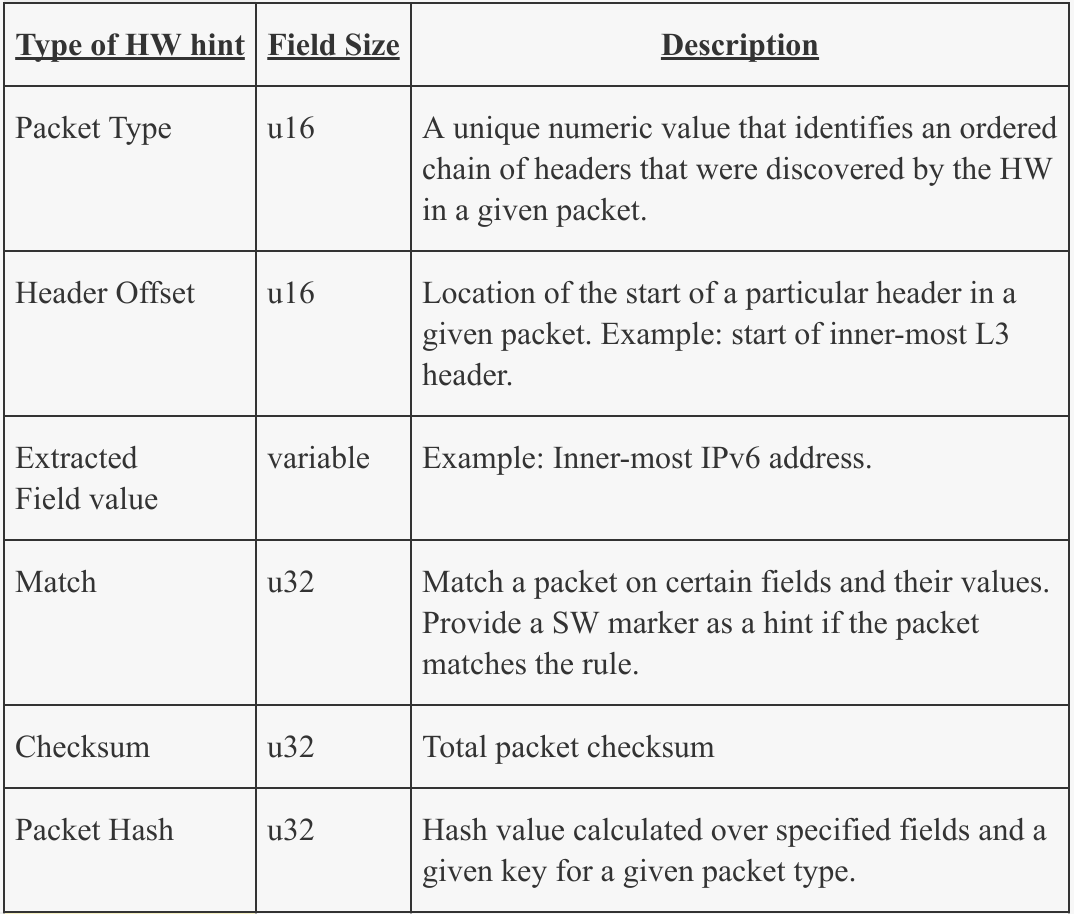 Type of HW hint Field Size Description
Packet Type u16 A unique numeric value that identifies an ordered
chain of headers that were discovered by the HW
in a given packet.
Header Offset u16 Location of the start of a particular header in a
given packet. Example: start of inner-most L3
header.
Extracted variable Example: Inner-most IPv6 address.
Field value
Match u32 Match a packet on certain fields and their values.
Provide a SW marker as a hint if the packet
matches the rule.
Checksum u32 Total packet checksum
Packet Hash u32 Hash value calculated over specified fields and a
given key for a given packet type.